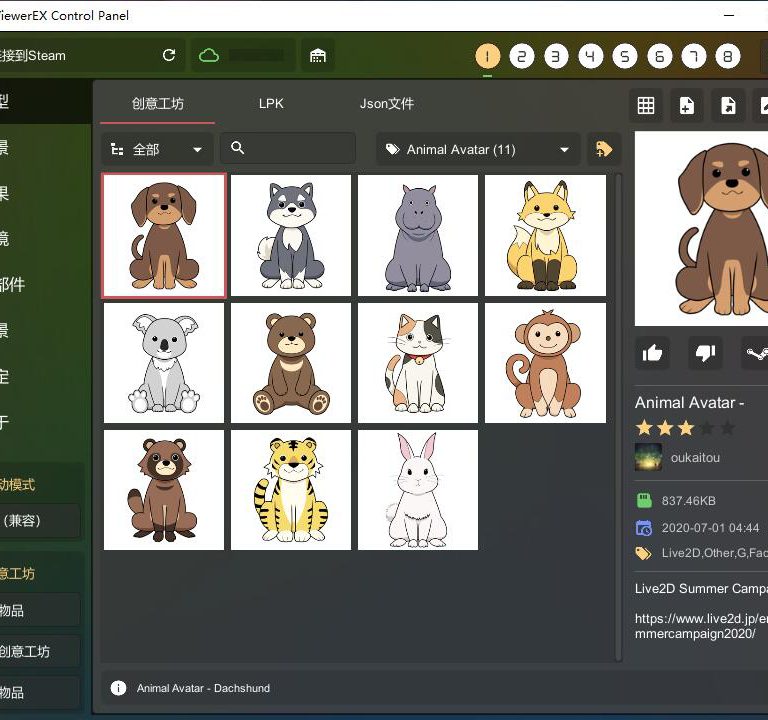 ViewerEX Control Panel
连接到Steam
1 2 3 4 5 6 7 8
型
景
果
境
部件
景
定
于
动模式
(兼容)
意工坊
物品
创意工坊
物品
创意工坊 LPK Json文件
全部
Animal Avatar (11)
Animal Avatar - Dachshund
Animal Avatar -
oukaitou
837.46KB
2020-07-01 04:44
Live2D,Other,G,Fac
Live2D Summer Campa
https://www.live2d.jp/en
mmercampaign2020/